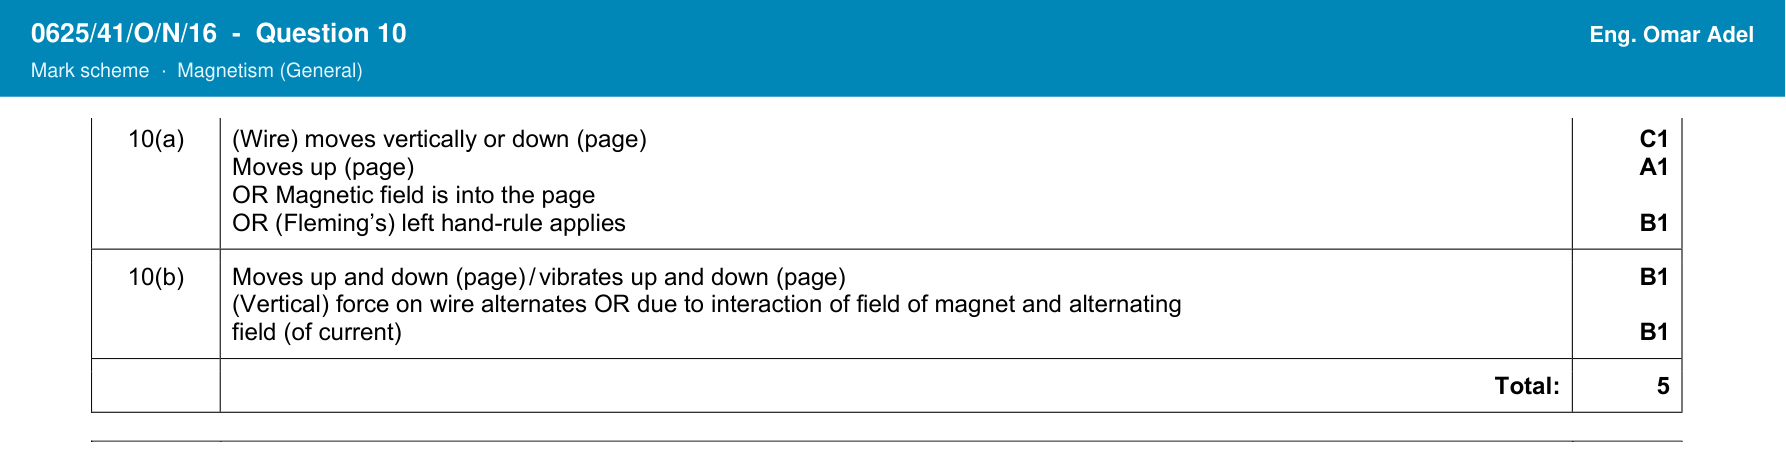 0625/41/O/N/16 - Question 10
Eng. Omar Adel
Mark scheme · Magnetism (General)
10(a) (Wire) moves vertically or down (page) C1
Moves up (page) A1
OR Magnetic field is into the page
OR (Fleming's) left hand-rule applies B1
10(b) Moves up and down (page)/vibrates up and down (page) B1
(Vertical) force on wire alternates OR due to interaction of field of magnet and alternating
field (of current) B1
Total: 5